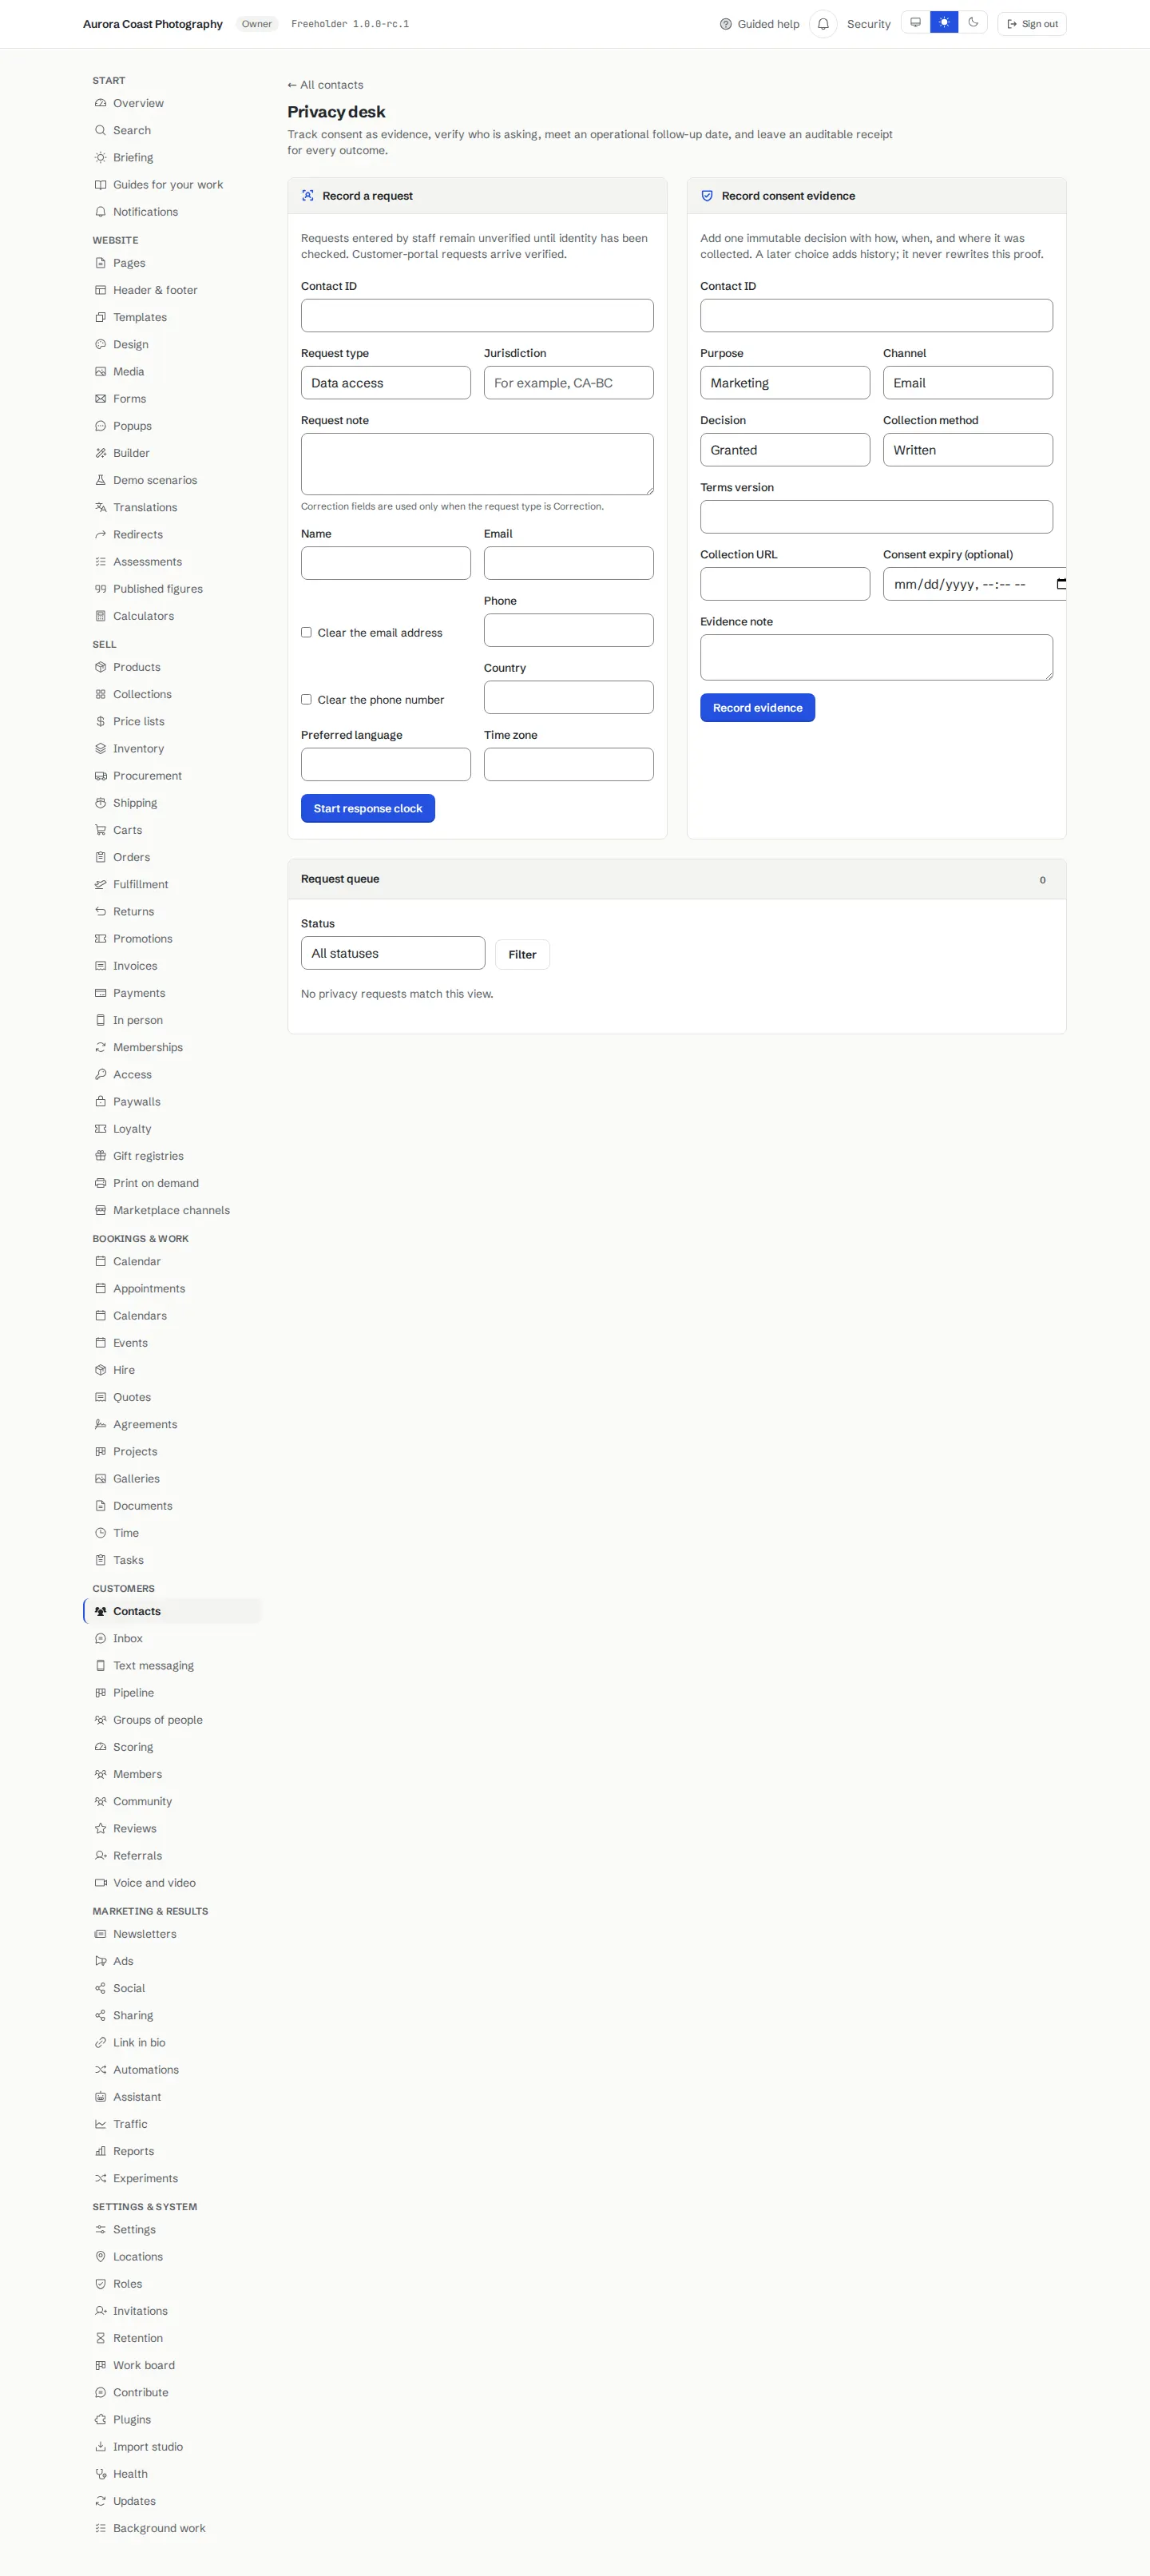 Aurora Coast Photography
Owner
Freeholder 1.0.0-rc.1
Guided help
Security
Sign out
START
Overview
Search
Briefing
Guides for your work
Notifications
WEBSITE
Pages
Header & footer
Templates
Design
Media
Forms
Popups
Builder
Demo scenarios
Translations
Redirects
Assessments
Published figures
Calculators
SELL
Products
Collections
Price lists
Inventory
Procurement
Shipping
Carts
Orders
Fulfillment
Returns
Promotions
Invoices
Payments
In person
Memberships
Access
Paywalls
Loyalty
Gift registries
Print on demand
Marketplace channels
BOOKINGS & WORK
Calendar
Appointments
Calendars
Events
Hire
Quotes
Agreements
Projects
Galleries
Documents
Time
Tasks
CUSTOMERS
Contacts
Inbox
Text messaging
Pipeline
Groups of people
Scoring
Members
Community
Reviews
Referrals
Voice and video
MARKETING & RESULTS
Newsletters
Ads
Social
Sharing
Link in bio
Automations
Assistant
Traffic
Reports
Experiments
SETTINGS & SYSTEM
Settings
Locations
Roles
Invitations
Retention
Work board
Contribute
Plugins
Import studio
Health
Updates
Background work
← All contacts
Privacy desk
Track consent as evidence, verify who is asking, meet an operational follow-up date, and leave an auditable receipt
for every outcome.
Record a request
Requests entered by staff remain unverified until identity has been
checked. Customer-portal requests arrive verified.
Contact ID
Request type
Jurisdiction
Data access
For example, CA-BC
Request note
Correction fields are used only when the request type is Correction.
Name
Email
Phone
Clear the email address
Country
Clear the phone number
Preferred language
Time zone
Start response clock
Record consent evidence
Add one immutable decision with how, when, and where it was
collected. A later choice adds history; it never rewrites this proof.
Contact ID
Purpose
Channel
Marketing
Email
Decision
Collection method
Granted
Written
Terms version
Collection URL
Consent expiry (optional)
mm/dd/yyyy, --:-- --
Evidence note
Record evidence
Request queue
0
Status
All statuses
Filter
No privacy requests match this view.